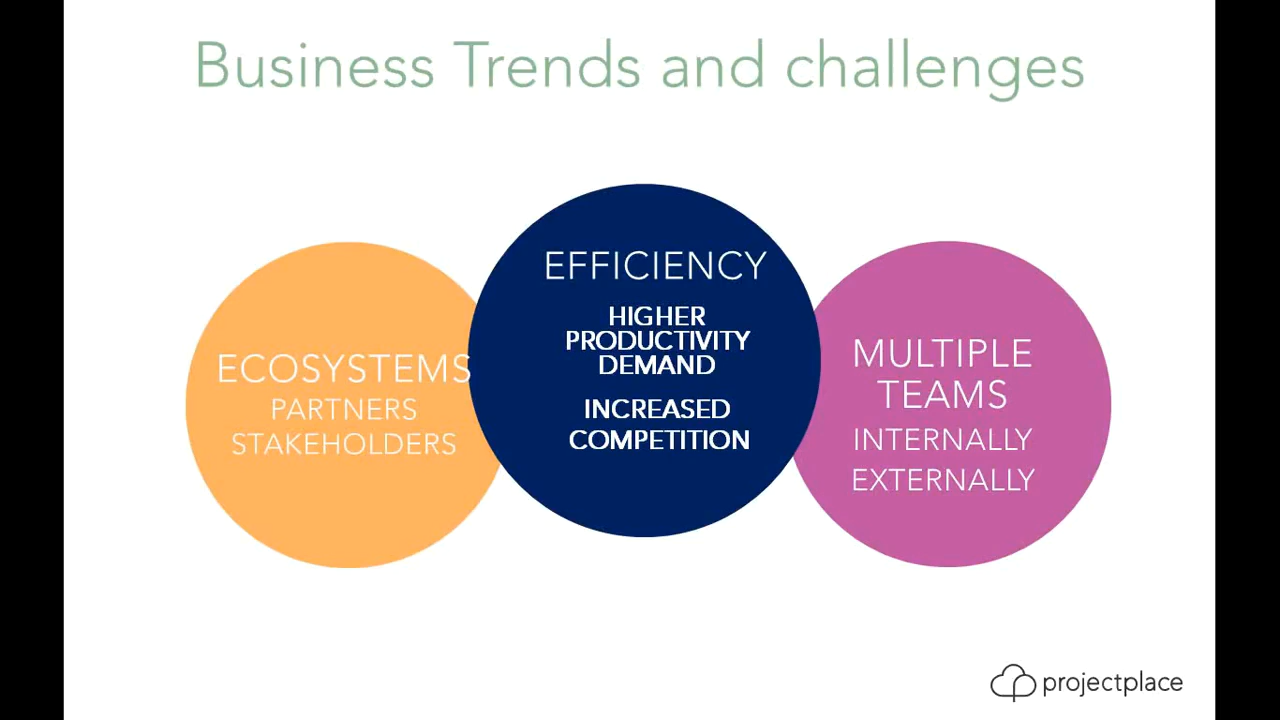 Business Trends and challenges
ECOSYSTEMS
PARTNERS
STAKEHOLDERS
EFFICIENCY
HIGHER
PRODUCTIVITY
DEMAND
INCREASED
COMPETITION
MULTIPLE
TEAMS
INTERNALLY
EXTERNALLY
projectplace